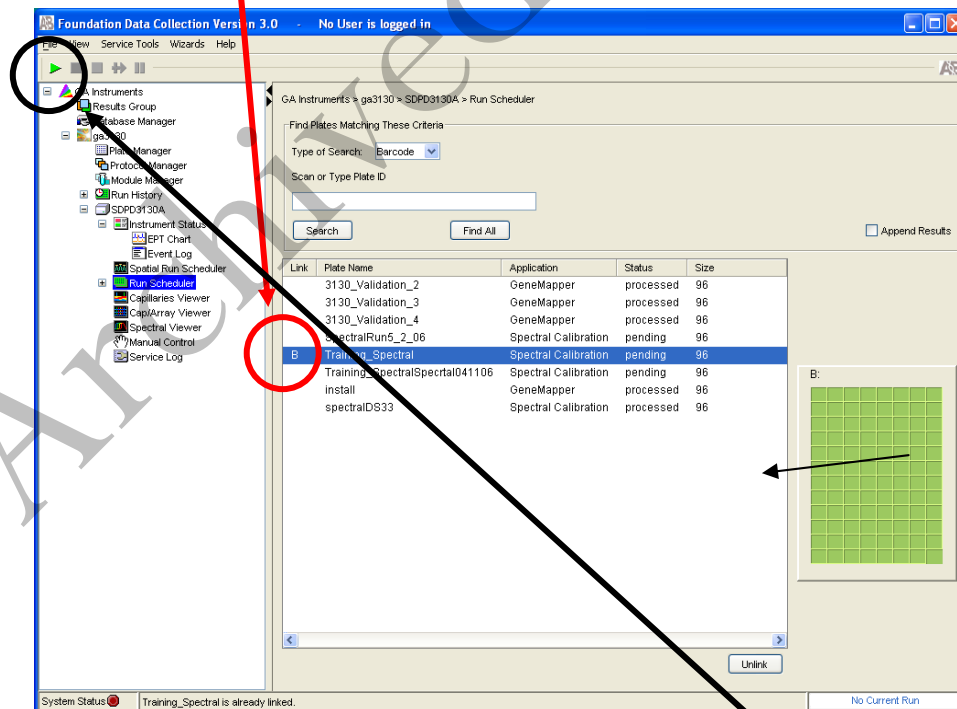 Foundation Data Collection Version 3.0 - No User is logged in
File View Service Tools Wizards Help
GA Instruments
Results Group
Database Manager
ga3130
Plate Manager
Protocol Manager
Module Manager
Run History
SDPD3130A
Instrument Status
EPT Chart
Event Log
Spatial Run Scheduler
Run Scheduler
Capillaries Viewer
Cap/Array Viewer
Spectral Viewer
Manual Control
Service Log
GA Instruments > ga3130 > SDPD3130A > Run Scheduler
Find Plates Matching These Criteria
Type of Search: Barcode
Scan or Type Plate ID
Search Find All Append Results
Link Plate Name Application Status Size
3130_Validation_2 GeneMapper processed 96
3130_Validation_3 GeneMapper processed 96
3130_Validation_4 GeneMapper processed 96
SpectralRun5_2_06 Spectral Calibration pending 96
B Training_Spectral Spectral Calibration pending 96
Training_SpectralSpecrtal041106 Spectral Calibration pending 96
install GeneMapper processed 96
spectralDS33 Spectral Calibration processed 96
B:
Unlink
System Status Training_Spectral is already linked. No Current Run
Archived